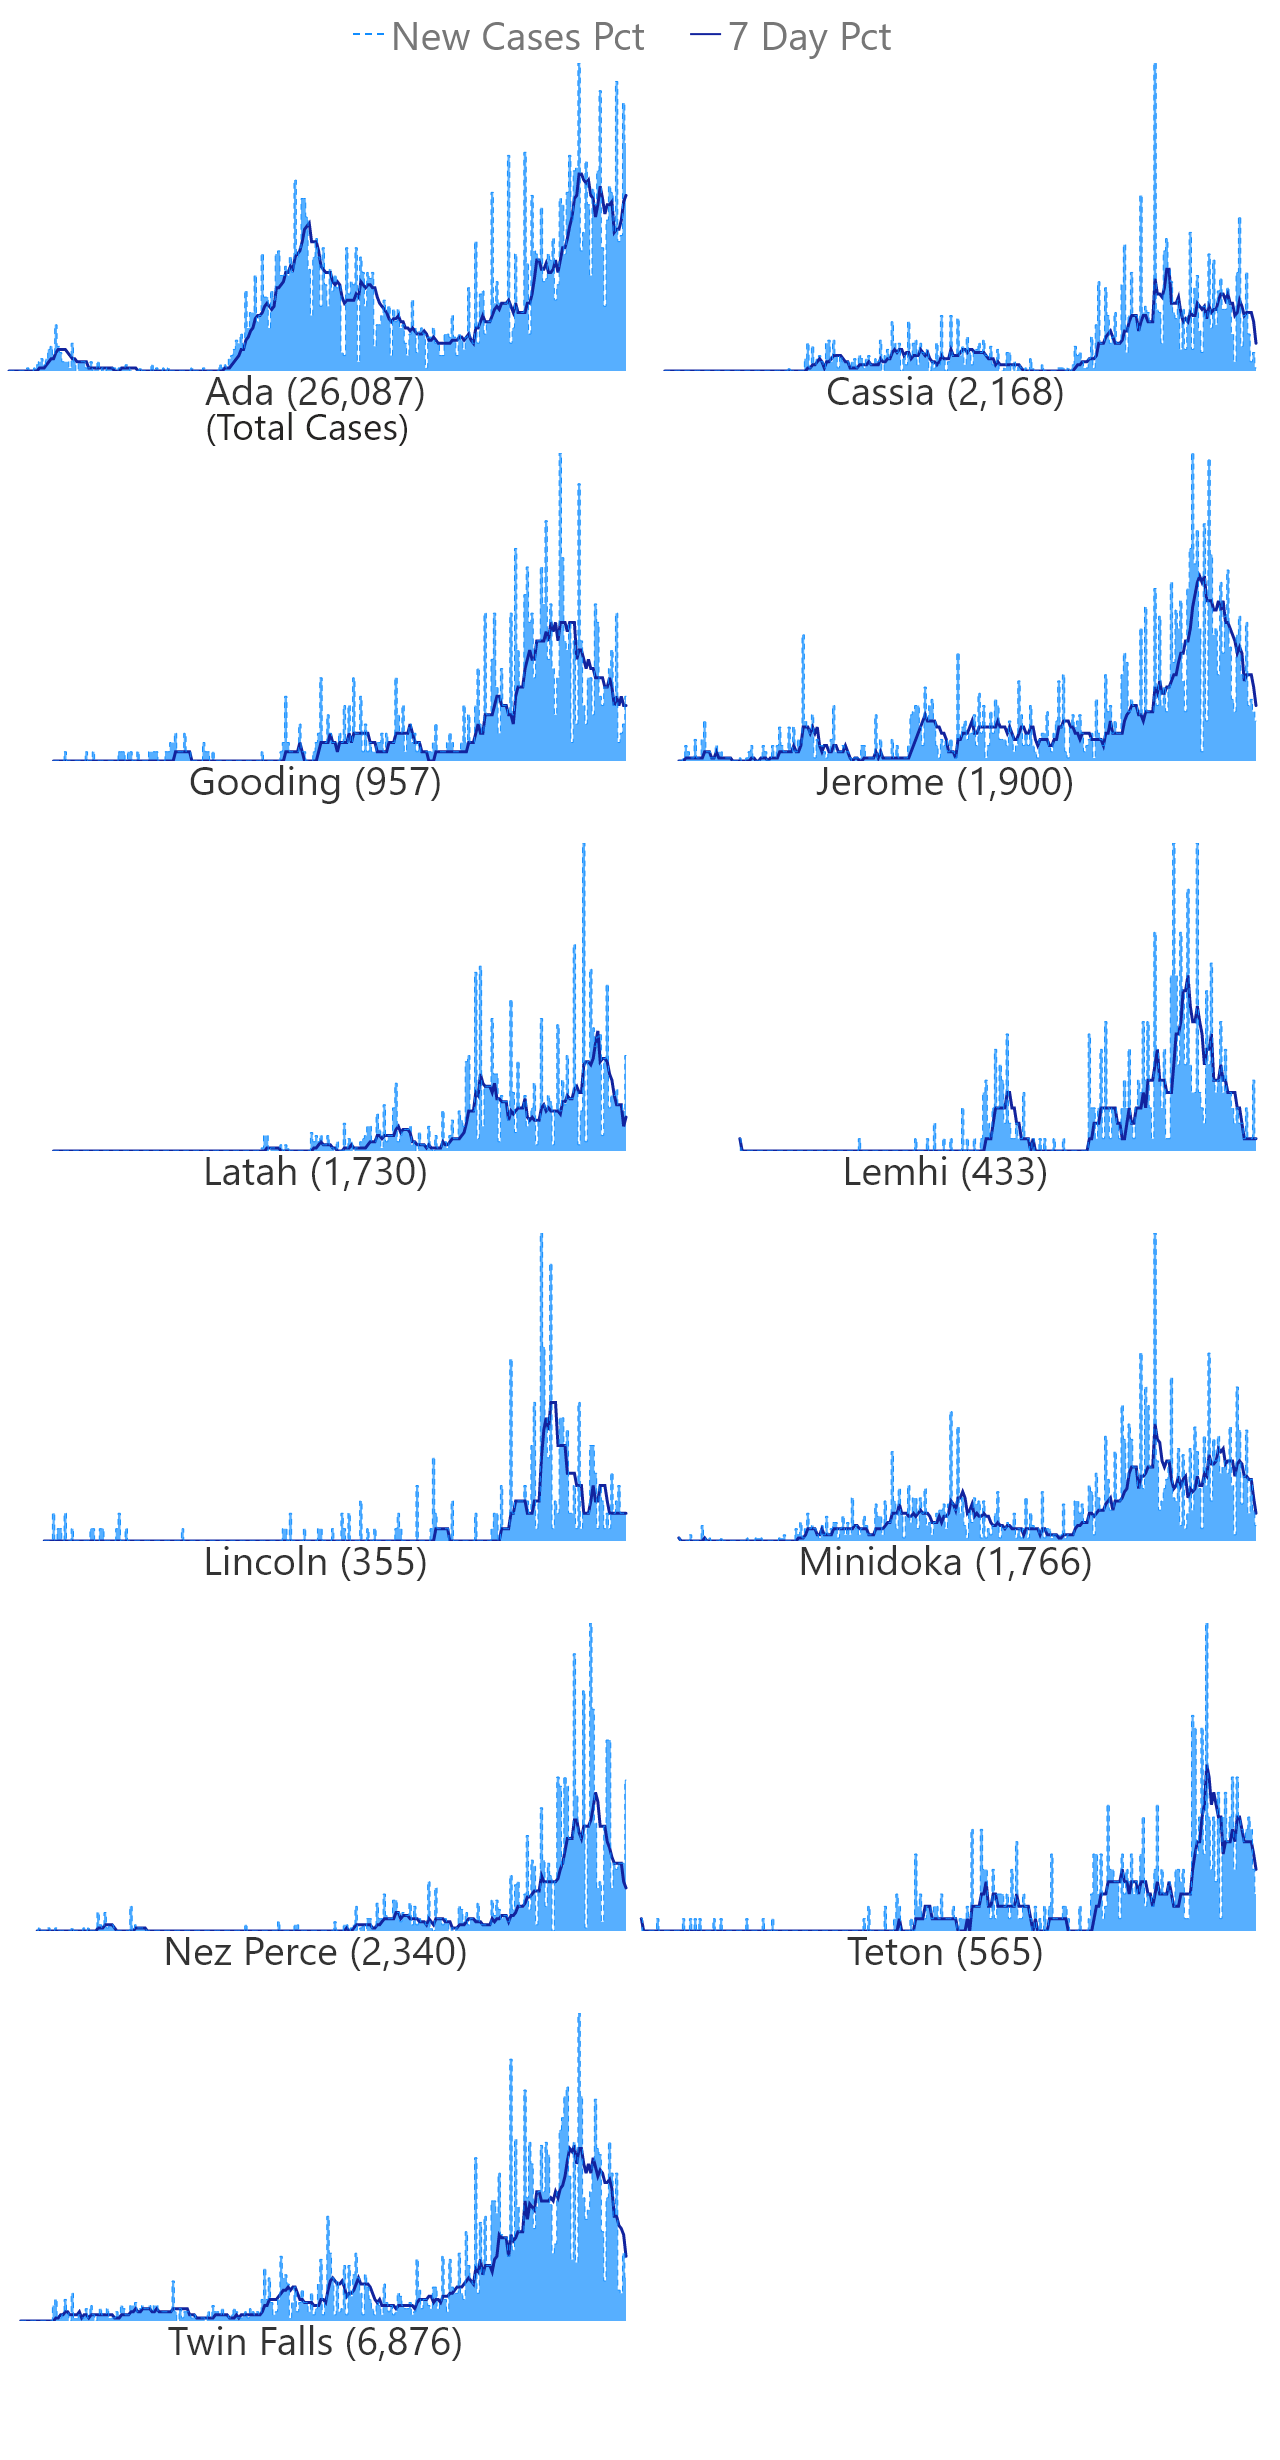 New Cases Pct 7 Day Pct
Ada (26,087)
(Total Cases)
Cassia (2,168)
Gooding (957)
Jerome (1,900)
Latah (1,730)
Lemhi (433)
Lincoln (355)
Minidoka (1,766)
Nez Perce (2,340)
Teton (565)
Twin Falls (6,876)